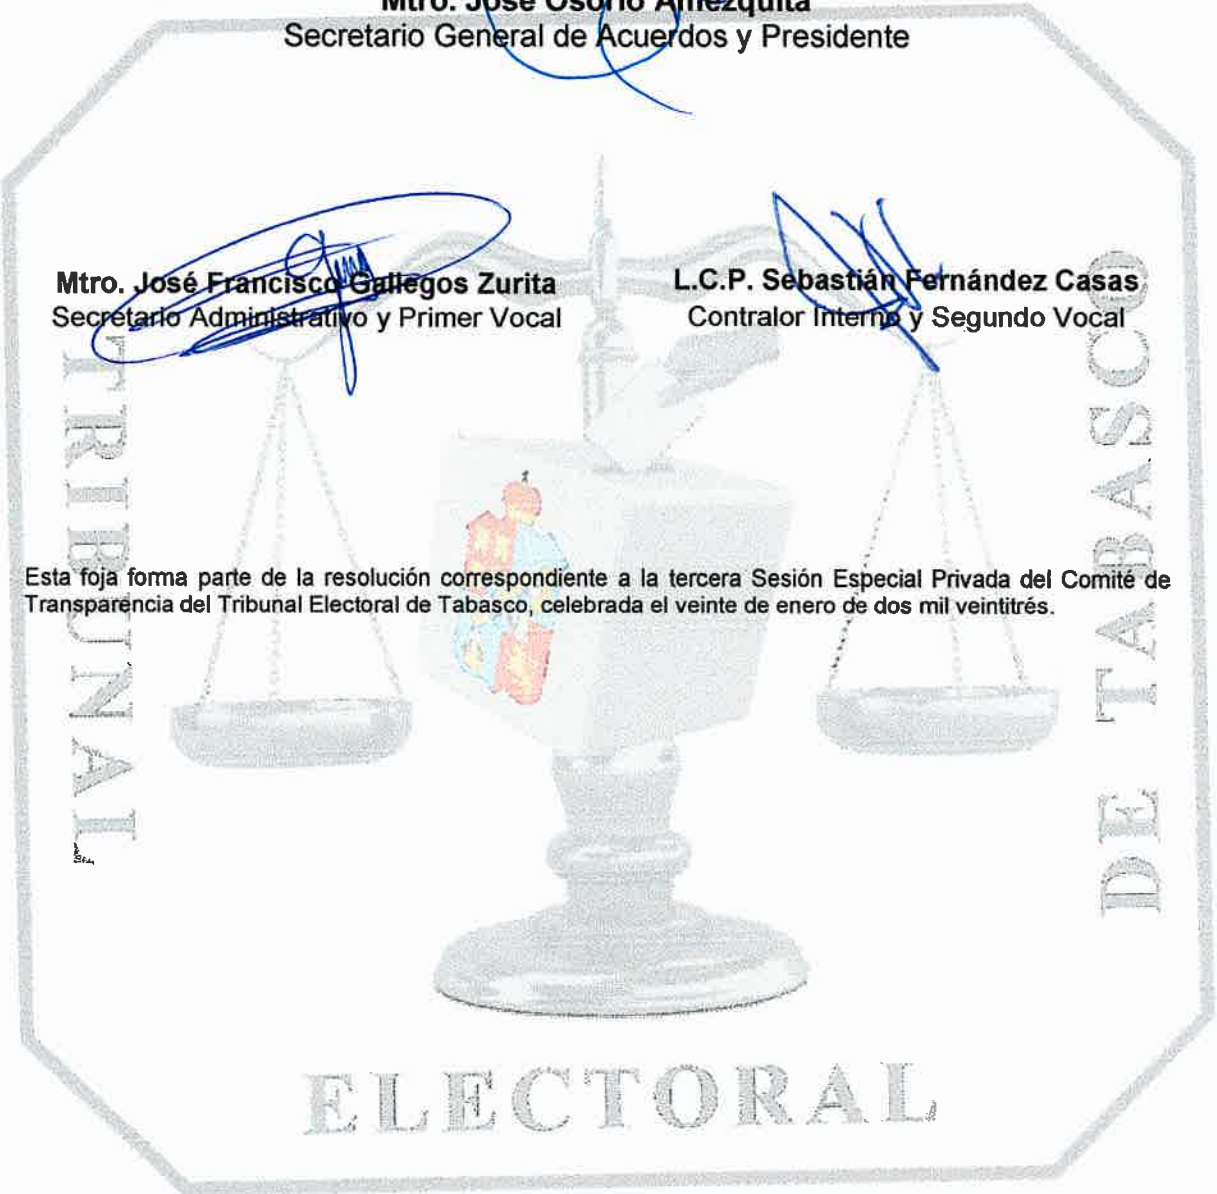 Mtro. José Osorio Amézquita
Secretario General de Acuerdos y Presidente
Mtro. José Francisco Gallegos Zurita
Secretario Administrativo y Primer Vocal
L.C.P. Sebastián Fernández Casas
Contralor Interno y Segundo Vocal
Esta foja forma parte de la resolución correspondiente a la tercera Sesión Especial Privada del Comité de
Transparencia del Tribunal Electoral de Tabasco, celebrada el veinte de enero de dos mil veintitrés.
TRIBUNAL
ELECTORAL
DE TABASCO